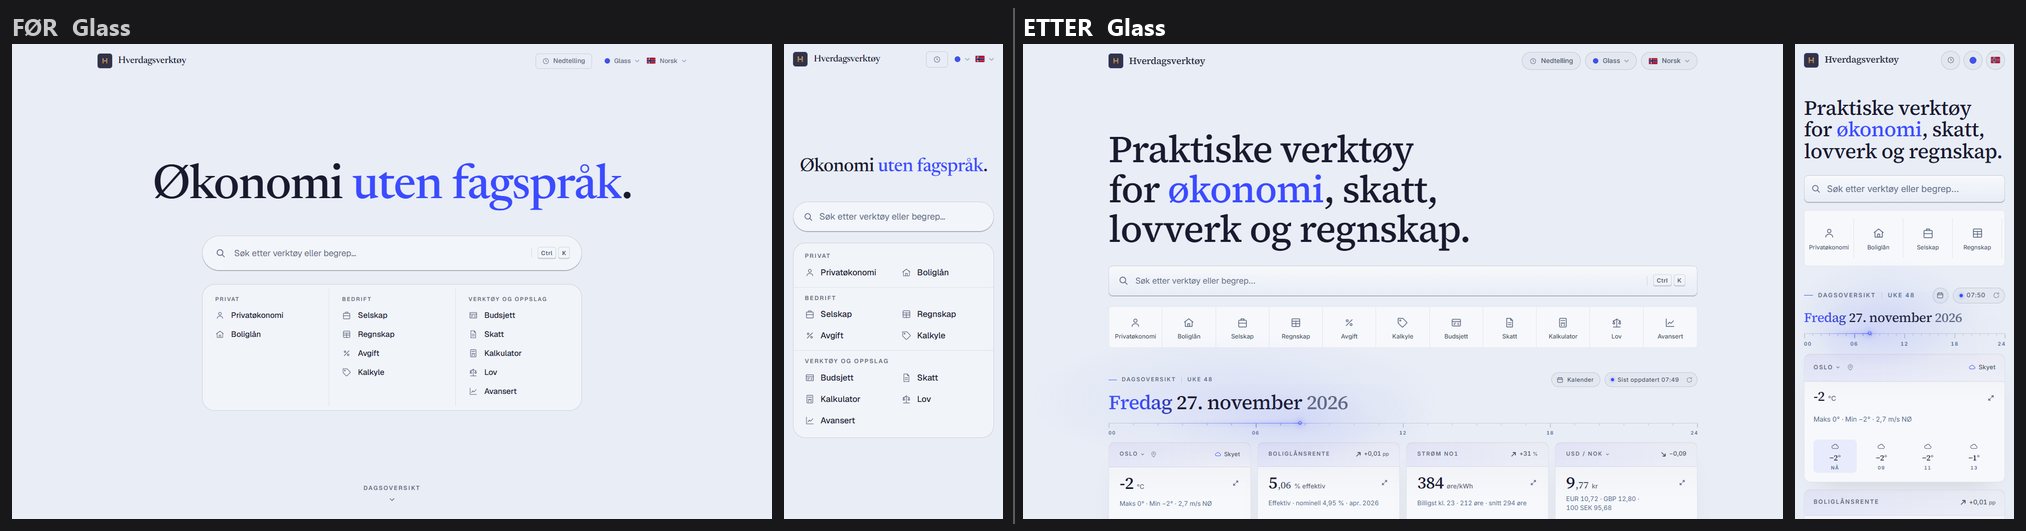 FØR Glass
Hverdagsverktøy
Nedtelling
Glass
Norsk
Økonomi uten fagspråk.
Søk etter verktøy eller begrep...
Ctrl K
PRIVAT
Privatøkonomi
Boliglån
BEDRIFT
Selskap
Regnskap
Avgift
Kalkyle
VERKTØY OG OPPSLAG
Budsjett
Skatt
Kalkulator
Lov
Avansert
DAGSOVERSIKT
Hverdagsverktøy
Økonomi uten fagspråk.
Søk etter verktøy eller begrep...
PRIVAT
Privatøkonomi
Boliglån
BEDRIFT
Selskap
Regnskap
Avgift
Kalkyle
VERKTØY OG OPPSLAG
Budsjett
Skatt
Kalkulator
Lov
Avansert
ETTER Glass
Hverdagsverktøy
Nedtelling
Glass
Norsk
Praktiske verktøy
for økonomi, skatt,
lovverk og regnskap.
Søk etter verktøy eller begrep...
Ctrl K
Privatøkonomi
Boliglån
Selskap
Regnskap
Avgift
Kalkyle
Budsjett
Skatt
Kalkulator
Lov
Avansert
DAGSOVERSIKT UKE 48
Kalender
Sist oppdatert 07:49
Fredag 27. november 2026
00 06 12 18 24
OSLO
Skyet
-2 °C
Maks 0° · Min −2° · 2,7 m/s NØ
BOLIGLÅNSRENTE
+0,01 pp
5,06 % effektiv
Effektiv · nominell 4,95 % · apr. 2026
STRØM NO1
+31 %
384 øre/kWh
Billigst kl. 23 · 212 øre · snitt 294 øre
USD / NOK
−0,09
9,77 kr
EUR 10,72 · GBP 12,80 ·
100 SEK 95,68
Hverdagsverktøy
Praktiske verktøy
for økonomi, skatt,
lovverk og regnskap.
Søk etter verktøy eller begrep...
Privatøkonomi
Boliglån
Selskap
Regnskap
DAGSOVERSIKT UKE 48
07:50
Fredag 27. november 2026
00 06 12 18 24
OSLO
Skyet
-2 °C
Maks 0° · Min −2° · 2,7 m/s NØ
−2° −2° −2° −1°
NÅ 08 11 13
BOLIGLÅNSRENTE
+0,01 pp